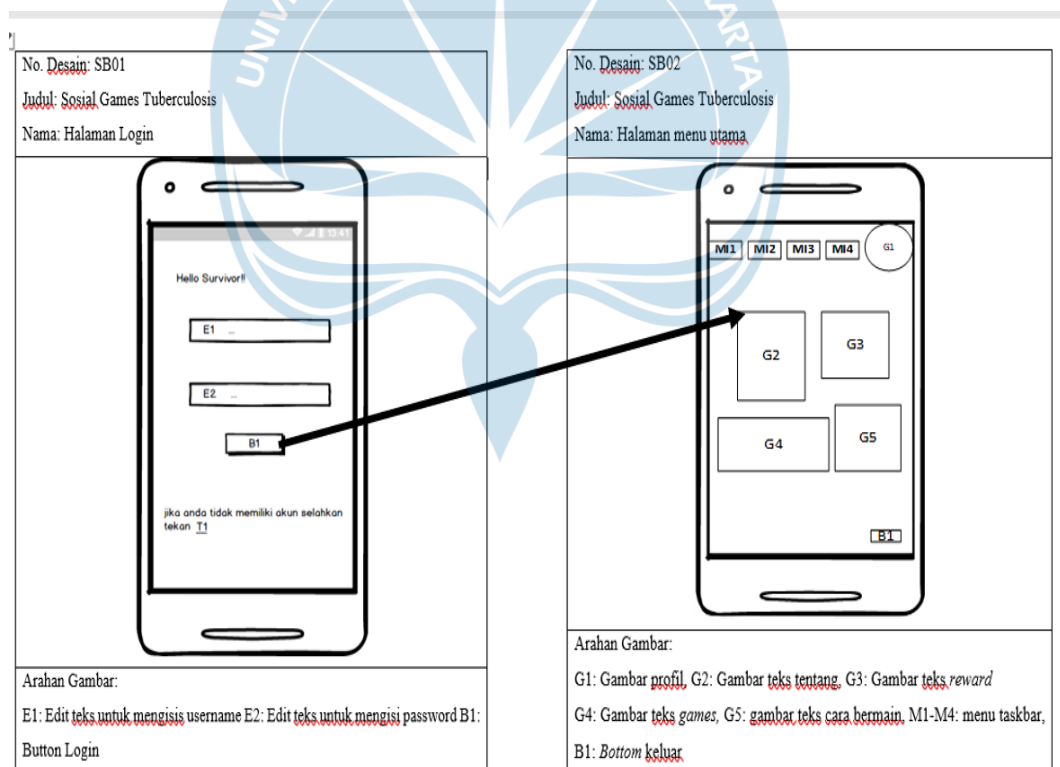 UNIV
ARTA
No. Desain: SB01
Judul: Sosial Games Tuberculosis
Nama: Halaman Login
13:41
Hello Survivor!!
E1 ...
E2 ...
B1
jika anda tidak memiliki akun selahkan
tekan T1
Arahan Gambar:
E1: Edit teks untuk mengisis username E2: Edit teks untuk mengisi password B1:
Button Login
No. Desain: SB02
Judul: Sosial Games Tuberculosis
Nama: Halaman menu utama
MI1 MI2 MI3 MI4 G1
G2 G3
G4 G5
B1
Arahan Gambar:
G1: Gambar profil, G2: Gambar teks tentang, G3: Gambar teks reward
G4: Gambar teks games, G5: gambar teks cara bermain, M1-M4: menu taskbar,
B1: Bottom keluar